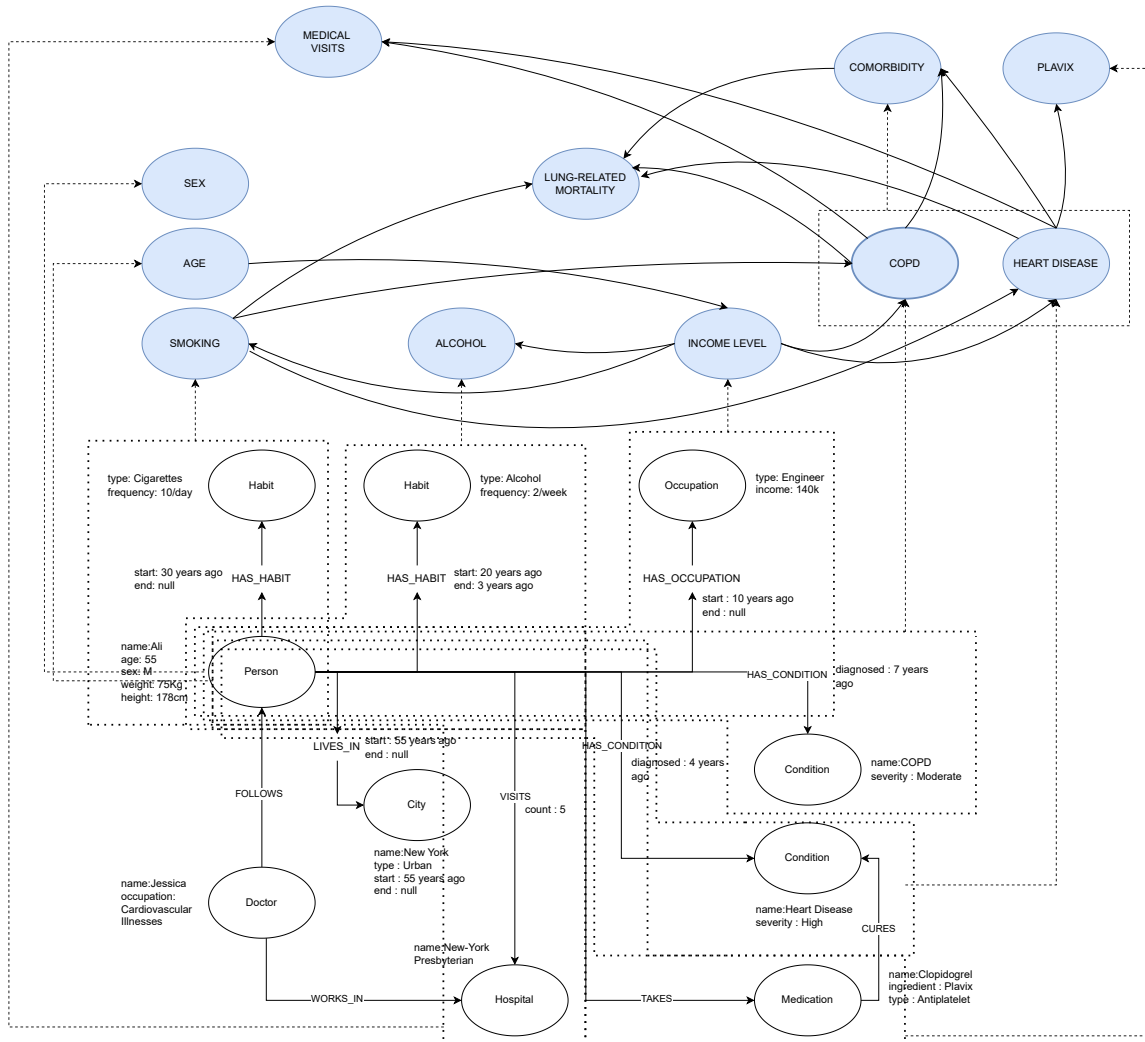 MEDICAL
VISITS
COMORBIDITY
PLAVIX
SEX
LUNG-RELATED
MORTALITY
AGE
COPD
HEART DISEASE
SMOKING
ALCOHOL
INCOME LEVEL
type: Cigarettes
frequency: 10/day
Habit
Habit
type: Alcohol
frequency: 2/week
Occupation
type: Engineer
income: 140k
start: 30 years ago
end: null
HAS_HABIT
HAS_HABIT
start: 20 years ago
end: 3 years ago
HAS_OCCUPATION
start : 10 years ago
end : null
name:Ali
age: 55
sex: M
weight: 75Kg
height: 178cm
Person
HAS_CONDITION
diagnosed : 7 years
ago
LIVES_IN
start : 55 years ago
end : null
HAS_CONDITION
diagnosed : 4 years
ago
Condition
name:COPD
severity : Moderate
FOLLOWS
VISITS
count : 5
City
name:New York
type : Urban
start : 55 years ago
end : null
Condition
name:Heart Disease
severity : High
CURES
name:Jessica
occupation:
Cardiovascular
Illnesses
Doctor
name:New-York
Presbyterian
WORKS_IN
Hospital
TAKES
Medication
name:Clopidogrel
ingredient : Plavix
type : Antiplatelet